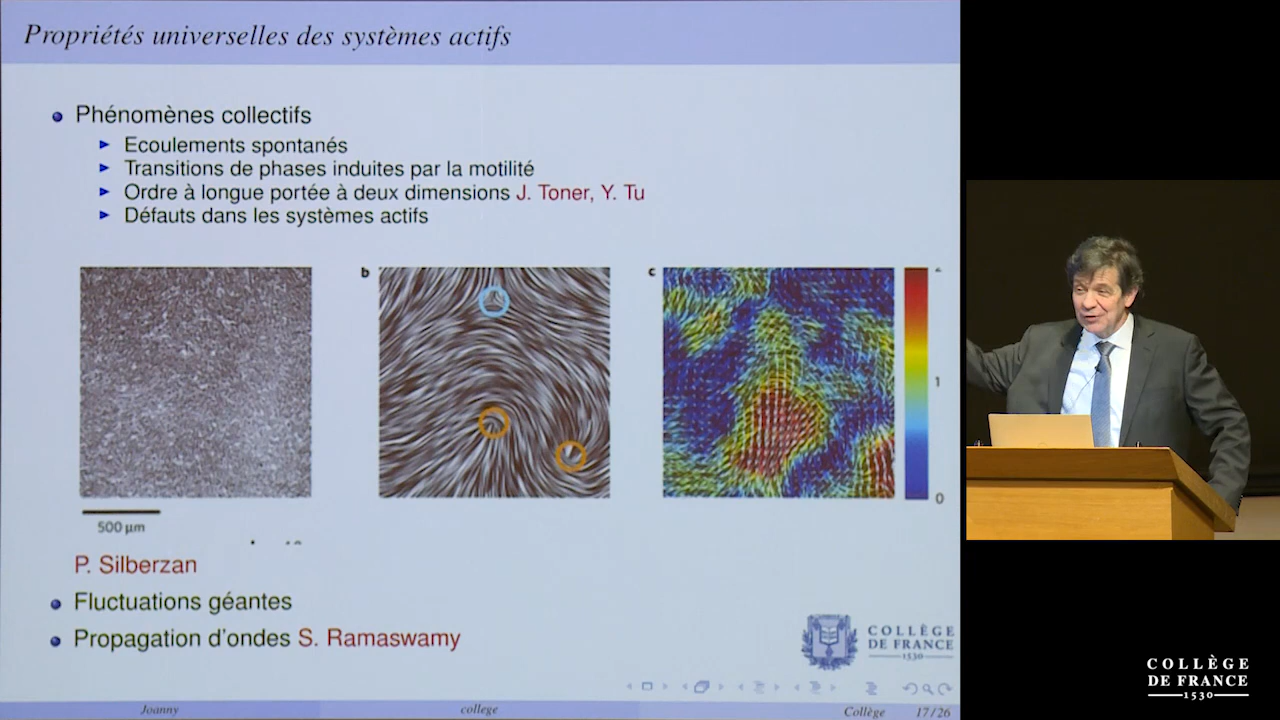 Propriétés universelles des systèmes actifs
Phénomènes collectifs
Ecoulements spontanés
Transitions de phases induites par la motilité
Ordre à longue portée à deux dimensions J. Toner, Y. Tu
Défauts dans les systèmes actifs
b
c
1
0
500 µm
P. Silberzan
Fluctuations géantes
Propagation d'ondes S. Ramaswamy
COLLÈGE
DE FRANCE
1530
Joanny
college
Collège
17/26
COLLÈGE
DE FRANCE
1530